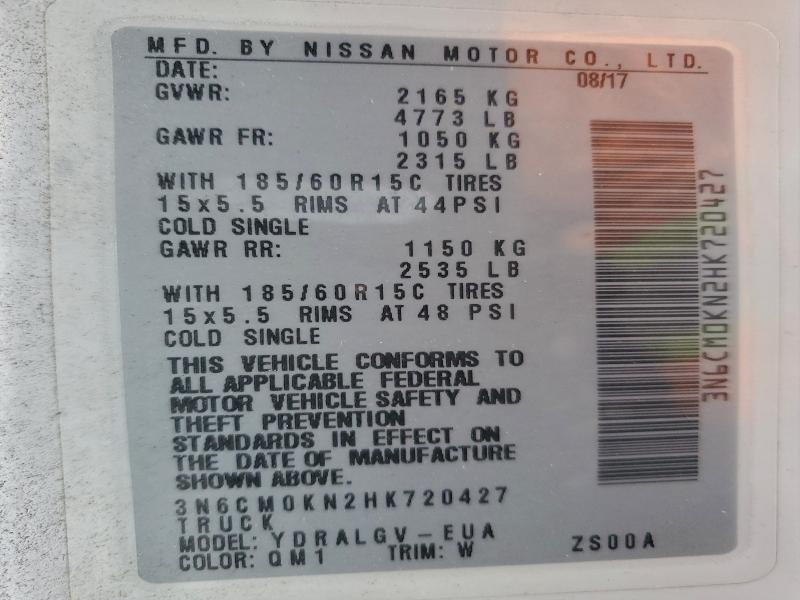 MFD. BY NISSAN MOTOR CO., LTD.
DATE: 08/17
GVWR: 2165 KG
4773 LB
GAWR FR: 1050 KG
2315 LB
WITH 185/60R15C TIRES
15x5.5 RIMS AT 44PSI
COLD SINGLE
GAWR RR: 1150 KG
2535 LB
WITH 185/60R15C TIRES
15x5.5 RIMS AT 48 PSI
COLD SINGLE
THIS VEHICLE CONFORMS TO
ALL APPLICABLE FEDERAL
MOTOR VEHICLE SAFETY AND
THEFT PREVENTION
STANDARDS IN EFFECT ON
THE DATE OF MANUFACTURE
SHOWN ABOVE.
3N6CM0KN2HK720427
TRUCK
MODEL: YDRALGV-EUA
COLOR: QM1 TRIM: W ZS00A
3N6CM0KN2HK720427